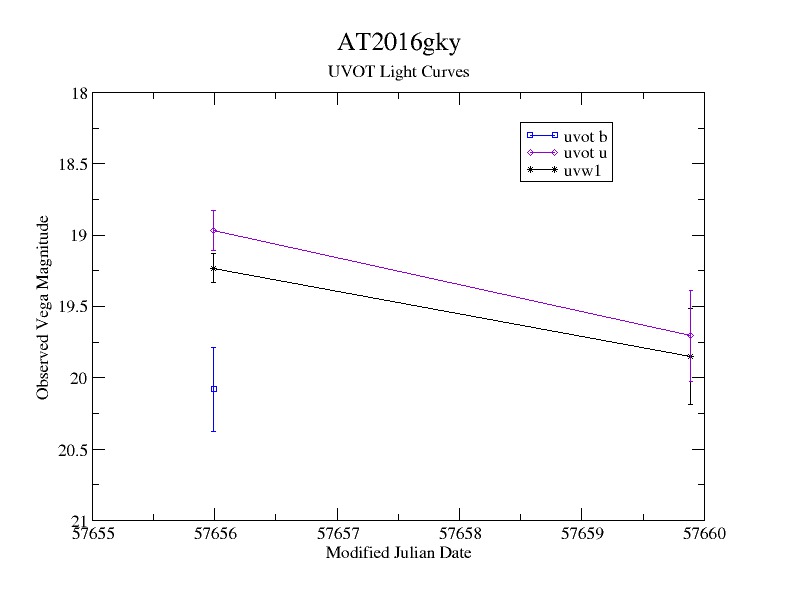 AT2016gky
UVOT Light Curves
18
18.5
19
19.5
20
20.5
21
Observed Vega Magnitude
uvot b
uvot u
uvw1
57655 57656 57657 57658 57659 57660
Modified Julian Date